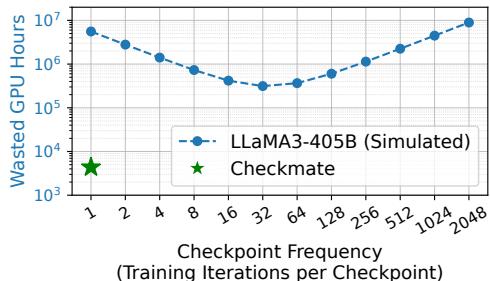 Wasted GPU Hours
10⁷
10⁶
10⁵
10⁴
10³
LLaMA3-405B (Simulated)
Checkmate
1 2 4 8 16 32 64 128 256 512 1024 2048
Checkpoint Frequency
(Training Iterations per Checkpoint)